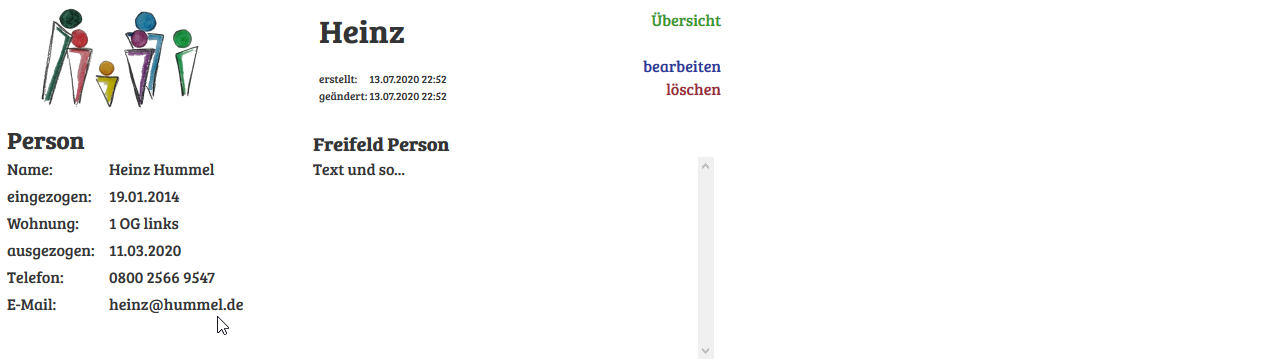 Heinz
erstellt: 13.07.2020 22:52
geändert: 13.07.2020 22:52
Übersicht
bearbeiten
löschen
Person
Name: Heinz Hummel
eingezogen: 19.01.2014
Wohnung: 1 OG links
ausgezogen: 11.03.2020
Telefon: 0800 2566 9547
E-Mail: heinz@hummel.de
Freifeld Person
Text und so...